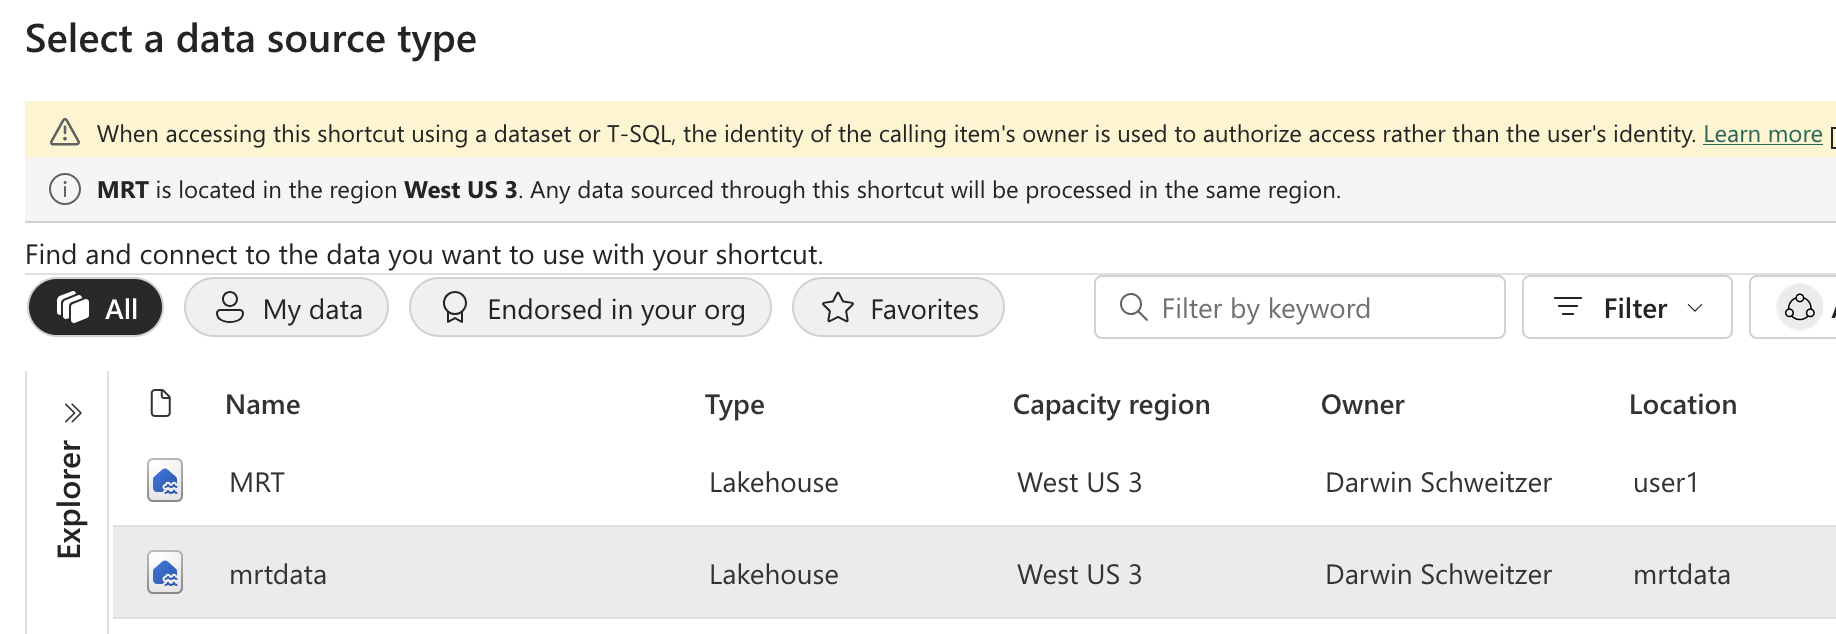 Select a data source type
When accessing this shortcut using a dataset or T-SQL, the identity of the calling item's owner is used to authorize access rather than the user's identity. Learn more
MRT is located in the region West US 3. Any data sourced through this shortcut will be processed in the same region.
Find and connect to the data you want to use with your shortcut.
All My data Endorsed in your org Favorites Filter by keyword Filter
Explorer
Name Type Capacity region Owner Location
MRT Lakehouse West US 3 Darwin Schweitzer user1
mrtdata Lakehouse West US 3 Darwin Schweitzer mrtdata